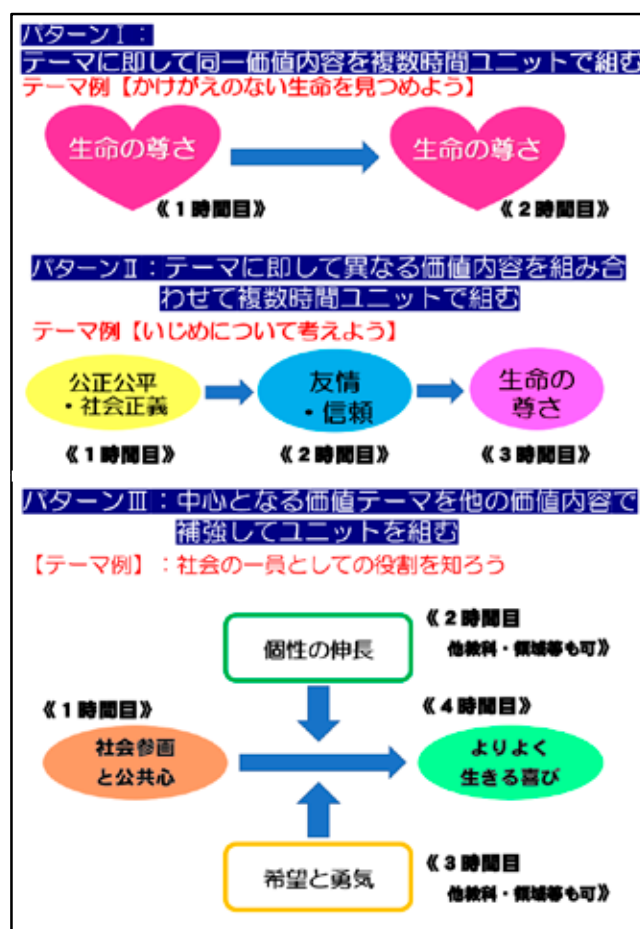 パターンⅠ：
テーマに即して同一価値内容を複数時間ユニットで組む
テーマ例【かけがえのない生命を見つめよう】
生命の尊さ
生命の尊さ
《１時間目》
《２時間目》
パターンⅡ：テーマに即して異なる価値内容を組み合
わせて複数時間ユニットで組む
テーマ例【いじめについて考えよう】
公正公平
・社会正義
友情
・信頼
生命の
尊さ
《１時間目》
《２時間目》
《３時間目》
パターンⅢ：中心となる価値テーマを他の価値内容で
補強してユニットを組む
【テーマ例】：社会の一員としての役割を知ろう
《２時間目
他教科・領域等も可》
個性の伸長
《１時間目》
《４時間目》
社会参画
と公共心
よりよく
生きる喜び
希望と勇気
《３時間目
他教科・領域等も可》